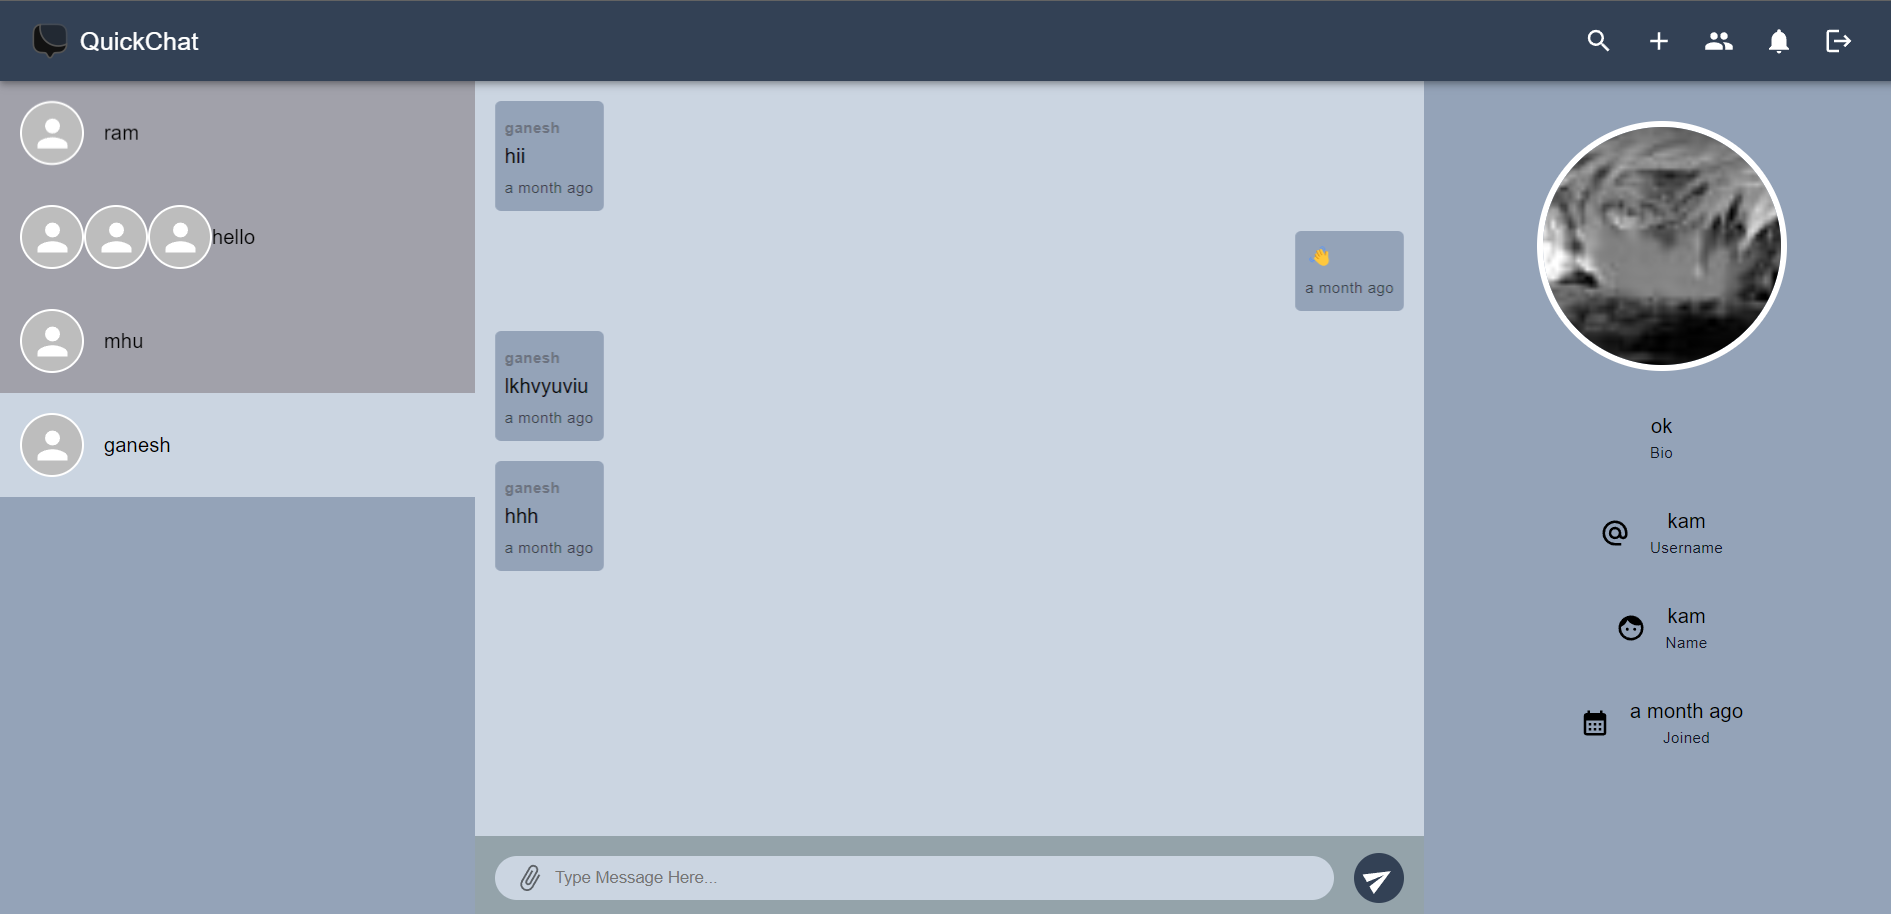 QuickChat
ram
hello
mhu
ganesh
ganesh
hii
a month ago
👋
a month ago
ganesh
lkhvyuviu
a month ago
ganesh
hhh
a month ago
Type Message Here...
ok
Bio
kam
Username
kam
Name
a month ago
Joined